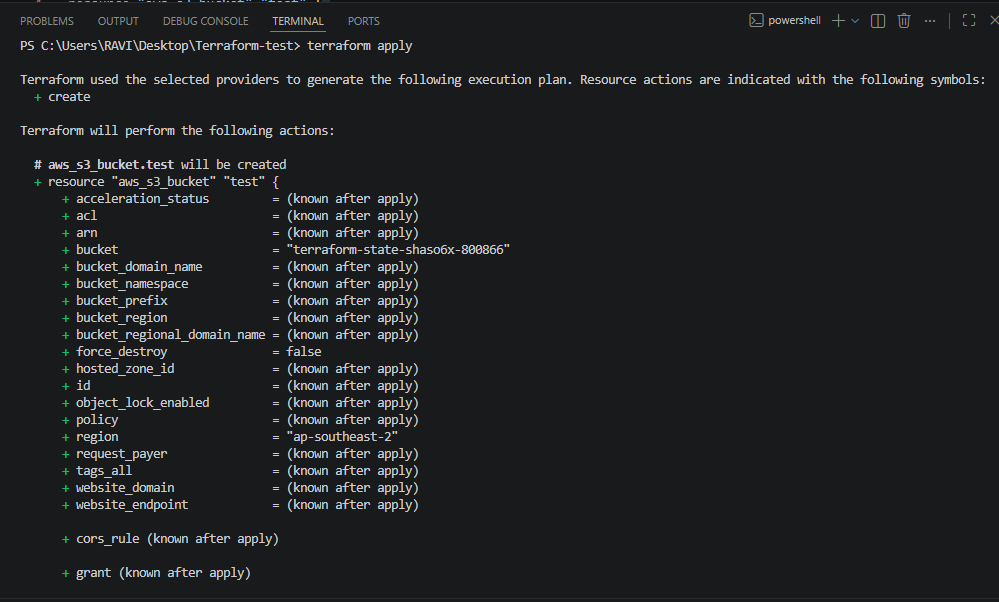 PROBLEMS OUTPUT DEBUG CONSOLE TERMINAL PORTS powershell
PS C:\Users\RAVI\Desktop\Terraform-test> terraform apply
Terraform used the selected providers to generate the following execution plan. Resource actions are indicated with the following symbols:
+ create
Terraform will perform the following actions:
# aws_s3_bucket.test will be created
+ resource "aws_s3_bucket" "test" {
+ acceleration_status = (known after apply)
+ acl = (known after apply)
+ arn = (known after apply)
+ bucket = "terraform-state-shaso6x-800866"
+ bucket_domain_name = (known after apply)
+ bucket_namespace = (known after apply)
+ bucket_prefix = (known after apply)
+ bucket_region = (known after apply)
+ bucket_regional_domain_name = (known after apply)
+ force_destroy = false
+ hosted_zone_id = (known after apply)
+ id = (known after apply)
+ object_lock_enabled = (known after apply)
+ policy = (known after apply)
+ region = "ap-southeast-2"
+ request_payer = (known after apply)
+ tags_all = (known after apply)
+ website_domain = (known after apply)
+ website_endpoint = (known after apply)
+ cors_rule (known after apply)
+ grant (known after apply)